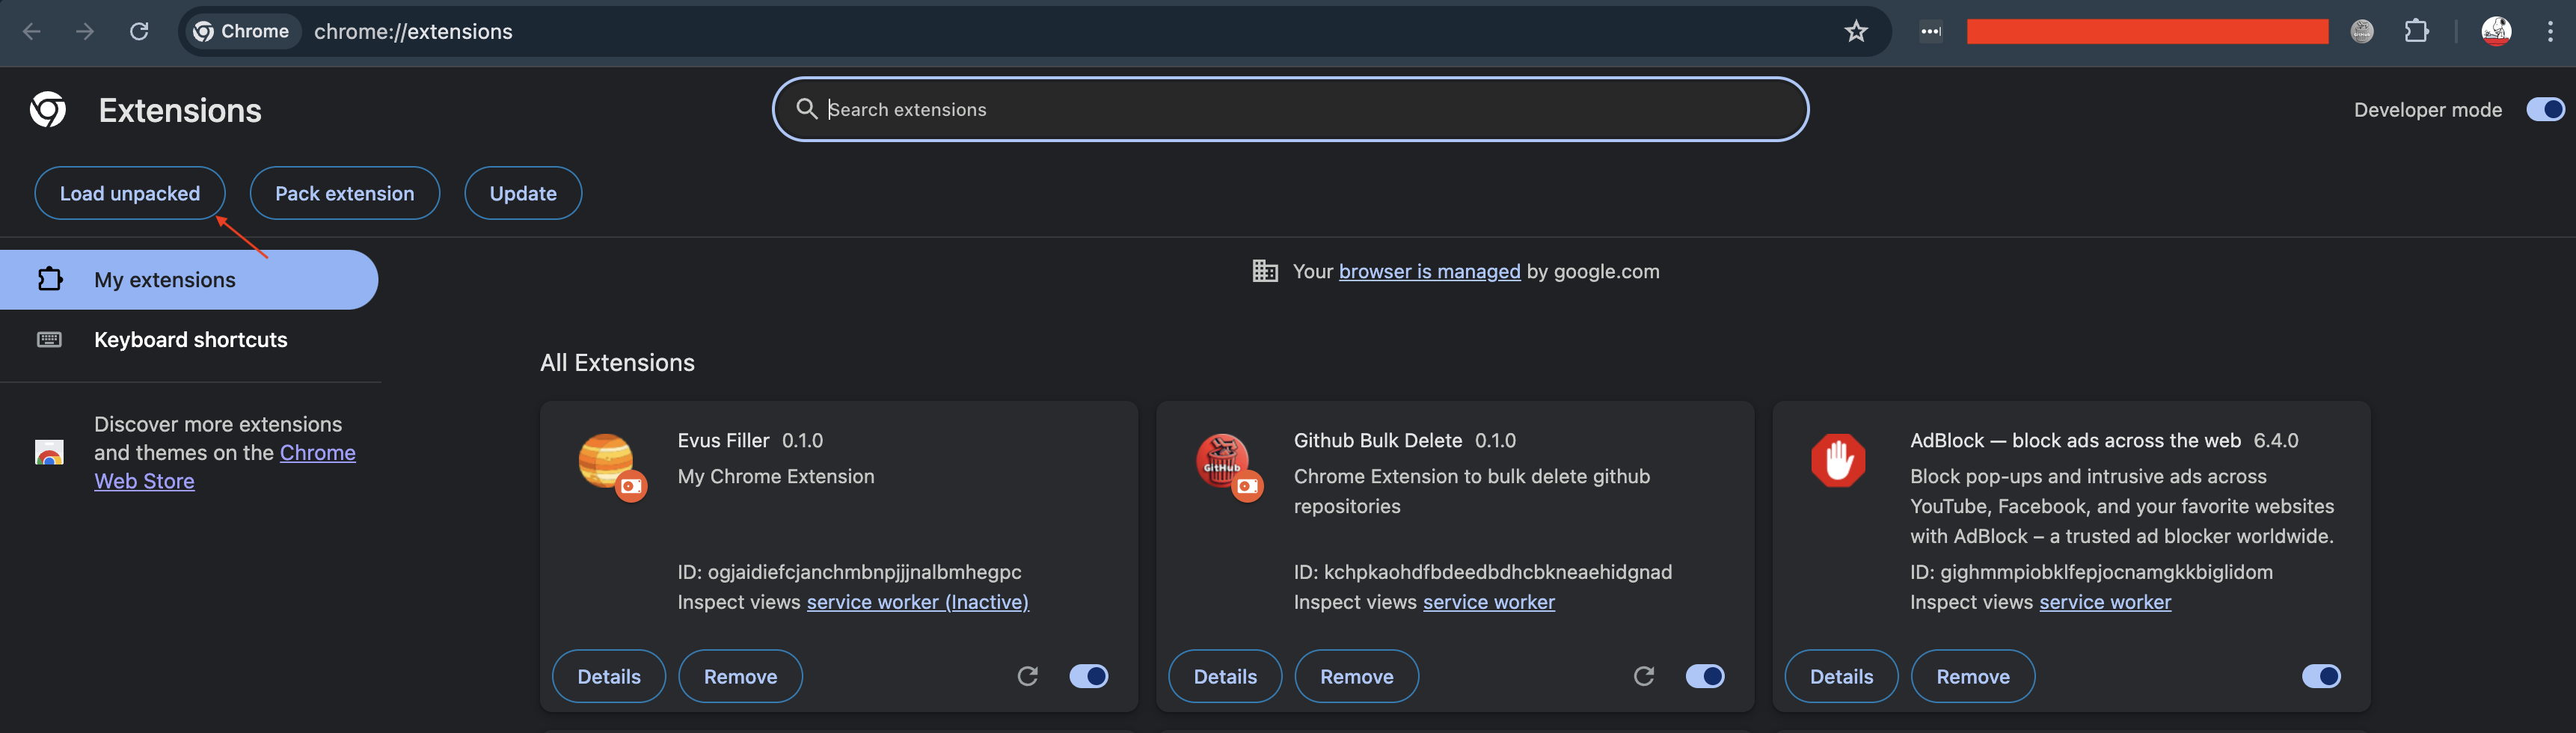 Chrome chrome://extensions
Extensions
Search extensions
Developer mode
Load unpacked
Pack extension
Update
My extensions
Keyboard shortcuts
Discover more extensions
and themes on the Chrome
Web Store
Your browser is managed by google.com
All Extensions
Evus Filler 0.1.0
My Chrome Extension
ID: ogjaidiefcjanchmbnpjjjnalbmhegpc
Inspect views service worker (Inactive)
Details
Remove
GitHub
Github Bulk Delete 0.1.0
Chrome Extension to bulk delete github
repositories
ID: kchpkaohdfbdeedbdhcbkneaehidgnad
Inspect views service worker
Details
Remove
AdBlock — block ads across the web 6.4.0
Block pop-ups and intrusive ads across
YouTube, Facebook, and your favorite websites
with AdBlock – a trusted ad blocker worldwide.
ID: gighmmpiobklfepjocnamgkkbiglidom
Inspect views service worker
Details
Remove